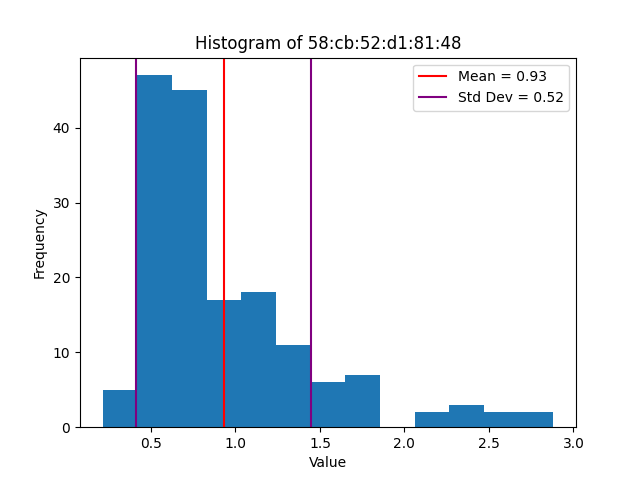 Histogram of 58:cb:52:d1:81:48
Mean = 0.93
Std Dev = 0.52
Frequency
40
30
20
10
0
0.5
1.0
1.5
2.0
2.5
3.0
Value